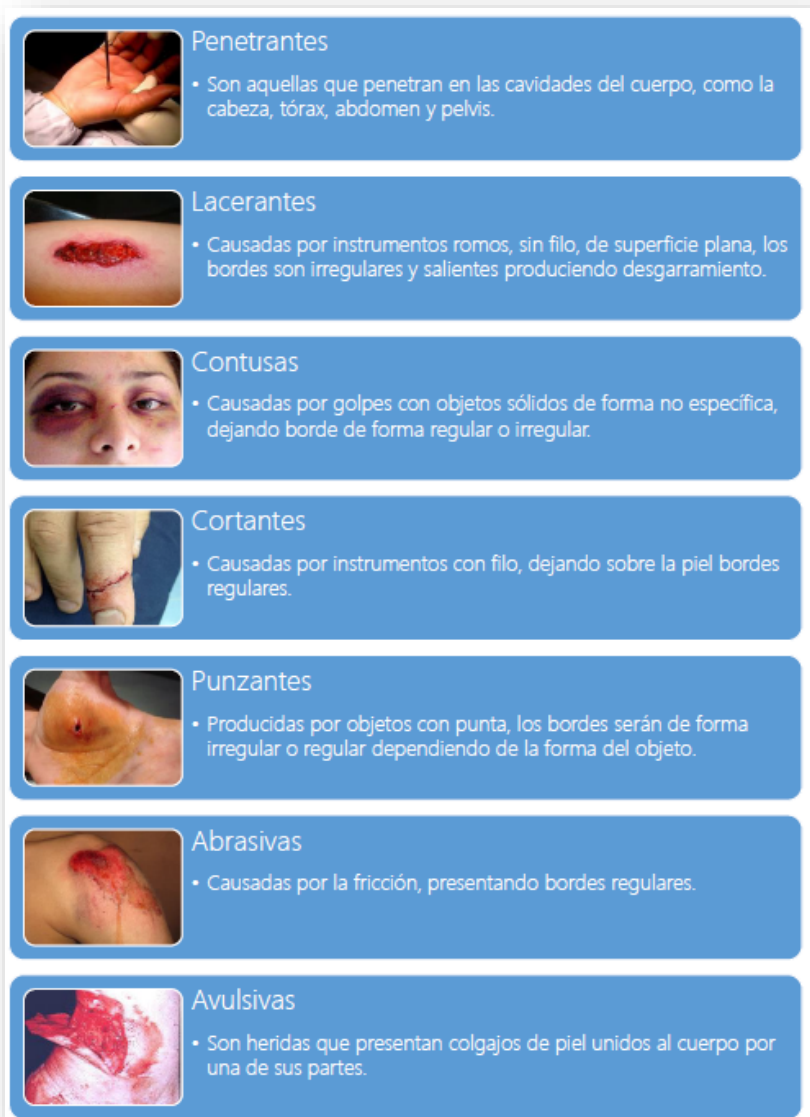 Penetrantes
• Son aquellas que penetran en las cavidades del cuerpo, como la
cabeza, tórax, abdomen y pelvis.
Lacerantes
• Causadas por instrumentos romos, sin filo, de superficie plana, los
bordes son irregulares y salientes produciendo desgarramiento.
Contusas
• Causadas por golpes con objetos sólidos de forma no específica,
dejando borde de forma regular o irregular.
Cortantes
• Causadas por instrumentos con filo, dejando sobre la piel bordes
regulares.
Punzantes
• Producidas por objetos con punta, los bordes serán de forma
irregular o regular dependiendo de la forma del objeto.
Abrasivas
• Causadas por la fricción, presentando bordes regulares.
Avulsivas
• Son heridas que presentan colgajos de piel unidos al cuerpo por
una de sus partes.